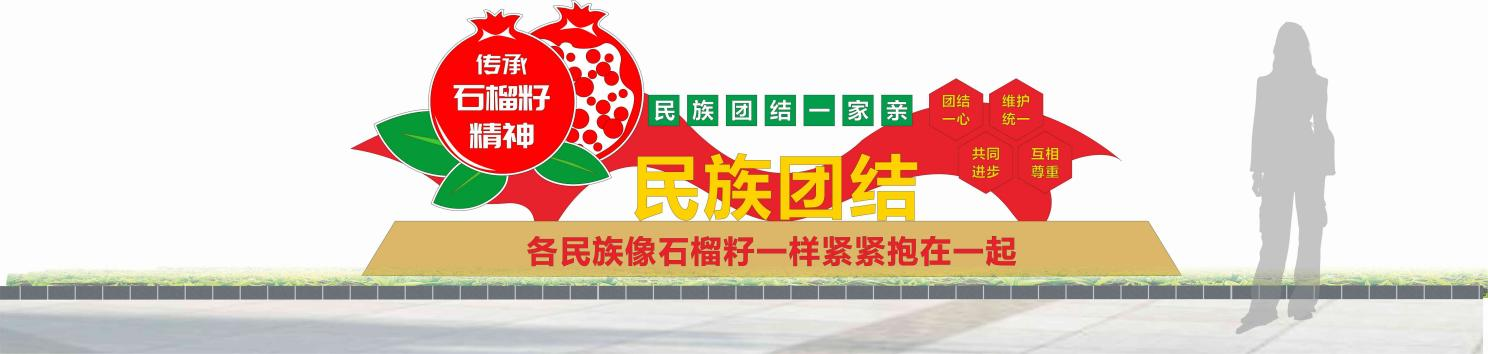 传承
石榴籽
精神
民族团结一家亲
团结
一心
维护
统一
共同
进步
互相
尊重
民族团结
各民族像石榴籽一样紧紧抱在一起